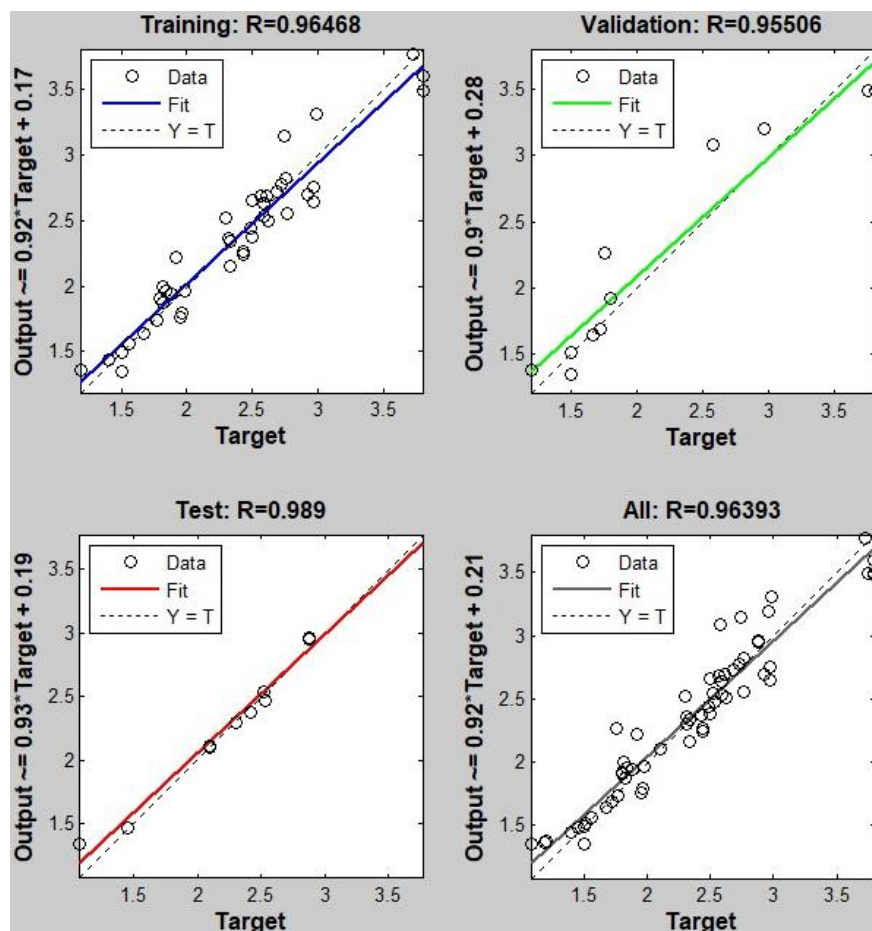 Training: R=0.96468
Output ~= 0.92*Target + 0.17
Data
Fit
Y = T
3.5
3
2.5
2
1.5
1.5 2 2.5 3 3.5
Target
Validation: R=0.95506
Output ~= 0.9*Target + 0.28
Data
Fit
Y = T
3.5
3
2.5
2
1.5
1.5 2 2.5 3 3.5
Target
Test: R=0.989
Output ~= 0.93*Target + 0.19
Data
Fit
Y = T
3.5
3
2.5
2
1.5
1.5 2 2.5 3 3.5
Target
All: R=0.96393
Output ~= 0.92*Target + 0.21
Data
Fit
Y = T
3.5
3
2.5
2
1.5
1.5 2 2.5 3 3.5
Target